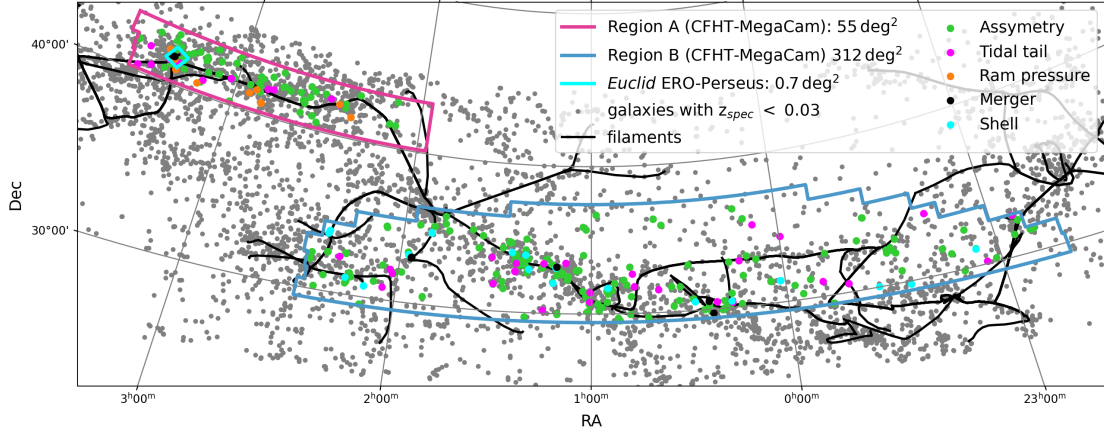 Region A (CFHT-MegaCam): 55 deg²
Region B (CFHT-MegaCam) 312 deg²
Euclid ERO-Perseus: 0.7 deg²
galaxies with z_spec < 0.03
filaments
Assymetry
Tidal tail
Ram pressure
Merger
Shell
40°00'
30°00'
Dec
3ʰ00ᵐ
2ʰ00ᵐ
1ʰ00ᵐ
0ʰ00ᵐ
23ʰ00ᵐ
RA